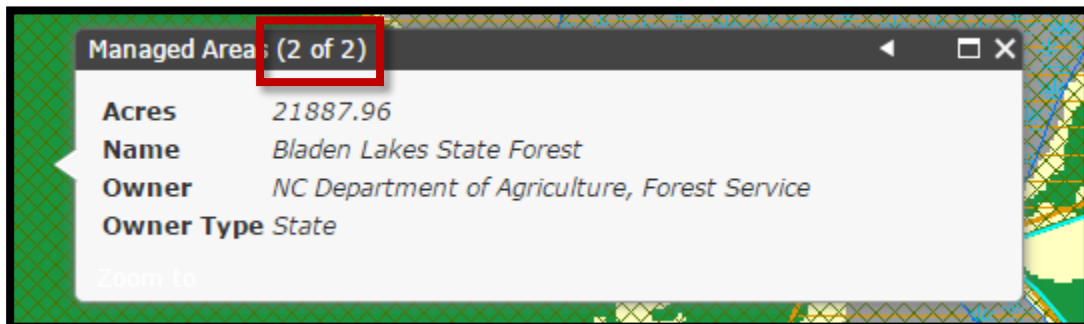 Managed Areas (2 of 2)
Acres 21887.96
Name Bladen Lakes State Forest
Owner NC Department of Agriculture, Forest Service
Owner Type State
Zoom to